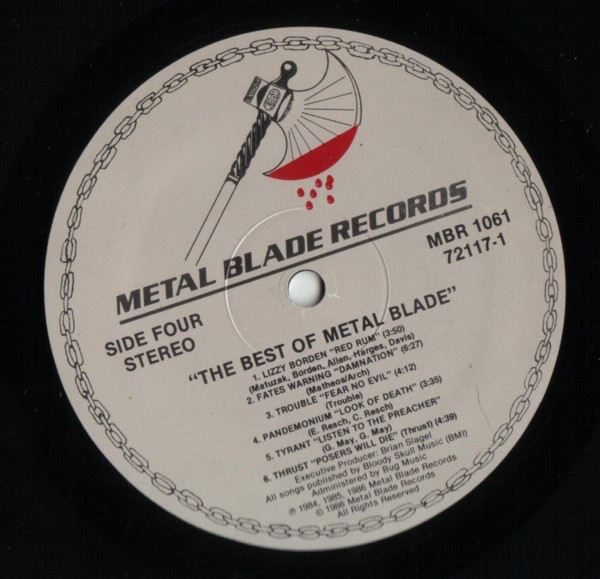 METAL BLADE RECORDS
MBR 1061
72117-1
SIDE FOUR
STEREO
"THE BEST OF METAL BLADE"
1. LIZZY BORDEN "RED RUM" (3:50)
(Matuzak, Borden, Allen, Harges, Davis)
2. FATES WARNING "DAMNATION" (6:27)
(Matheos/Arch)
3. TROUBLE "FEAR NO EVIL" (4:12)
(Trouble)
4. PANDEMONIUM "LOOK OF DEATH" (3:35)
(E. Resch, C. Resch)
5. TYRANT "LISTEN TO THE PREACHER"
(G. May, G. May)
6. THRUST "POSERS WILL DIE" (Thrust) (4:39)
Executive Producer: Brian Slagel
All songs published by Bloody Skull Music (BMI)
Administered by Bug Music
℗ 1984, 1985, 1986 Metal Blade Records
© 1986 Metal Blade Records
All Rights Reserved